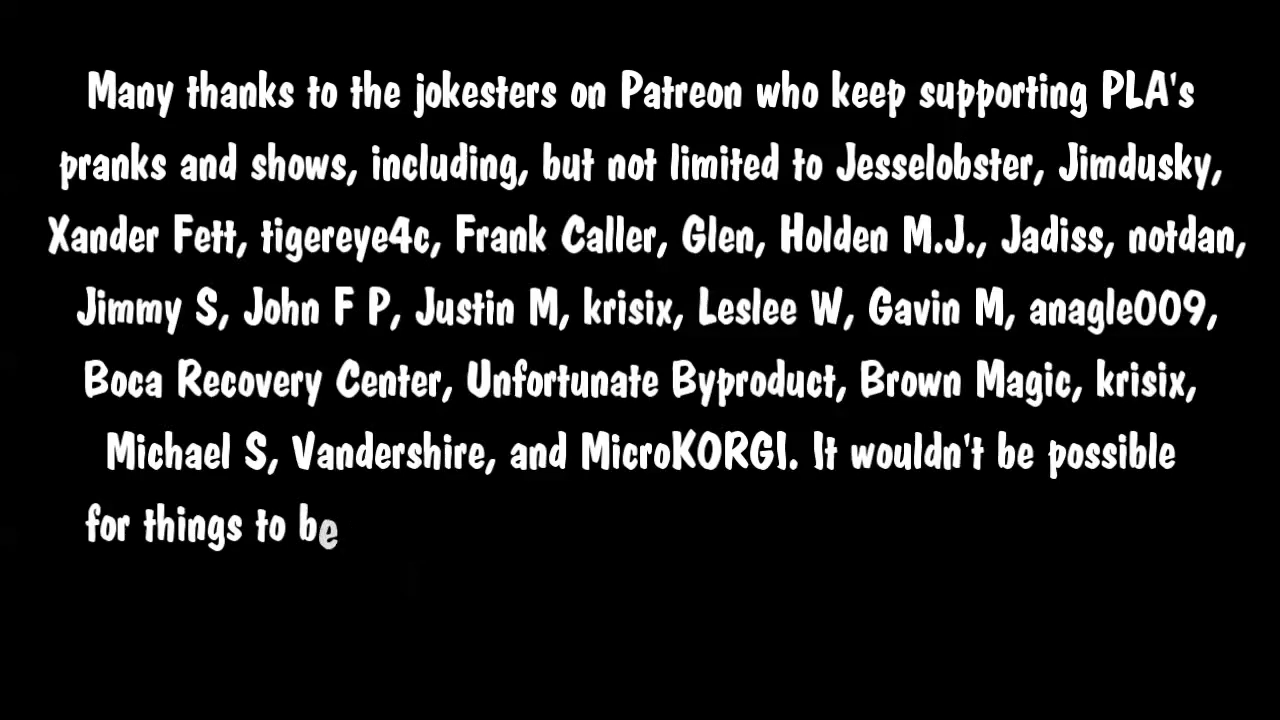 Many thanks to the jokesters on Patreon who keep supporting PLA's
pranks and shows, including, but not limited to Jesselobster, Jimdusky,
Xander Fett, tigereye4c, Frank Caller, Glen, Holden M.J., Jadiss, notdan,
Jimmy S, John F P, Justin M, krisix, Leslee W, Gavin M, anagle009,
Boca Recovery Center, Unfortunate Byproduct, Brown Magic, krisix,
Michael S, Vandershire, and MicroKORGI. It wouldn't be possible
for things to be